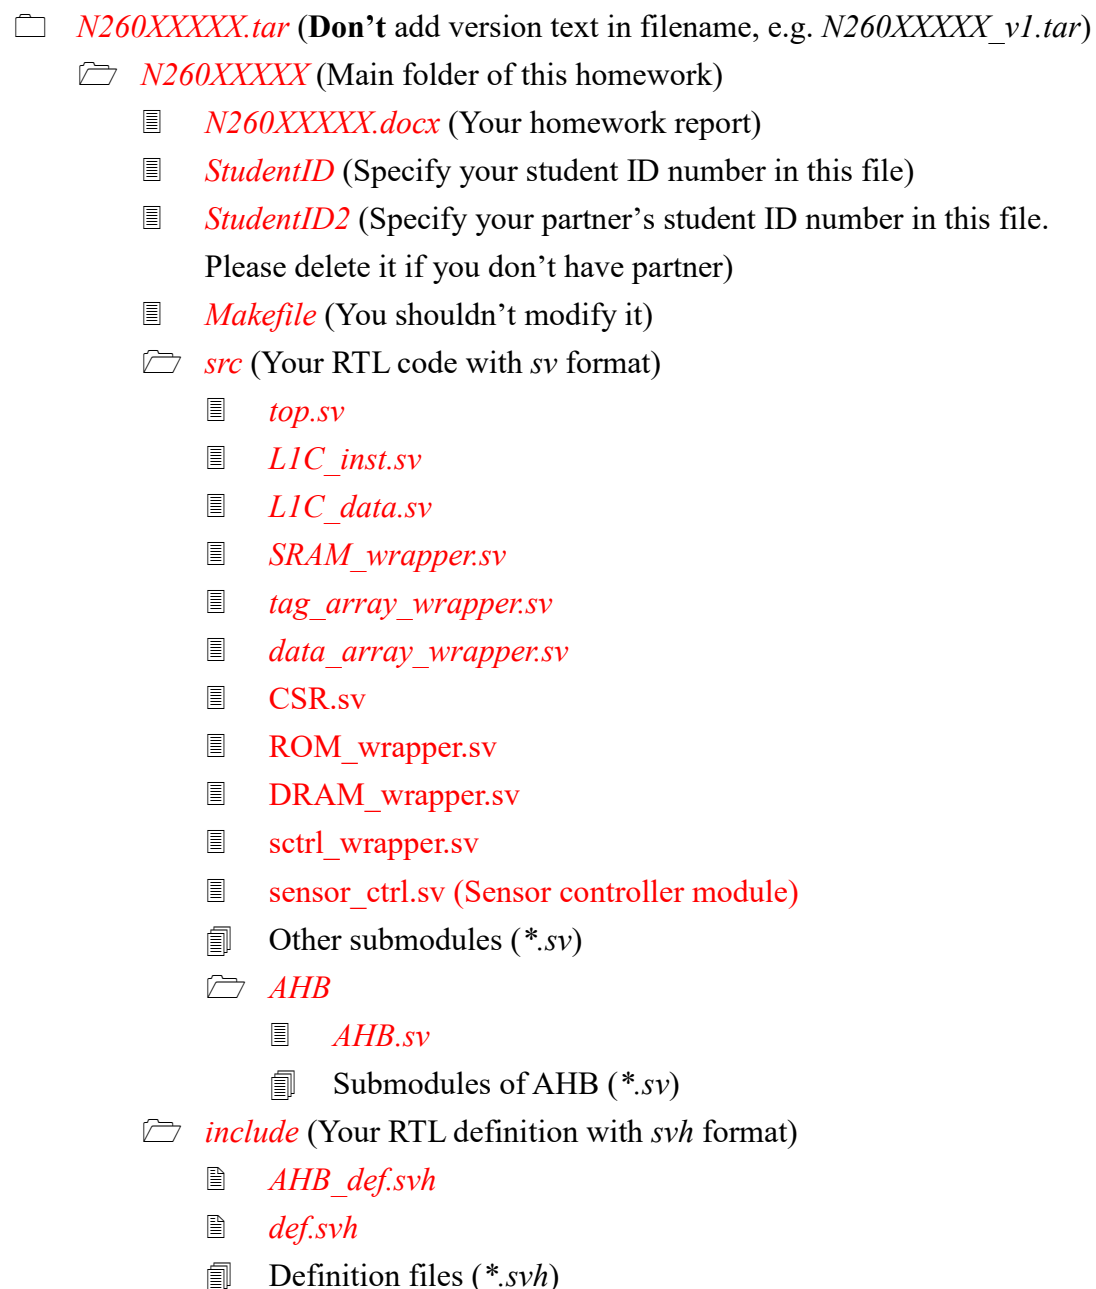 N260XXXXX.tar (Don’t add version text in filename, e.g. N260XXXXX_v1.tar)
N260XXXXX (Main folder of this homework)
N260XXXXX.docx (Your homework report)
StudentID (Specify your student ID number in this file)
StudentID2 (Specify your partner’s student ID number in this file.
Please delete it if you don’t have partner)
Makefile (You shouldn’t modify it)
src (Your RTL code with sv format)
top.sv
L1C_inst.sv
L1C_data.sv
SRAM_wrapper.sv
tag_array_wrapper.sv
data_array_wrapper.sv
CSR.sv
ROM_wrapper.sv
DRAM_wrapper.sv
sctrl_wrapper.sv
sensor_ctrl.sv (Sensor controller module)
Other submodules (*.sv)
AHB
AHB.sv
Submodules of AHB (*.sv)
include (Your RTL definition with svh format)
AHB_def.svh
def.svh
Definition files (*.svh)